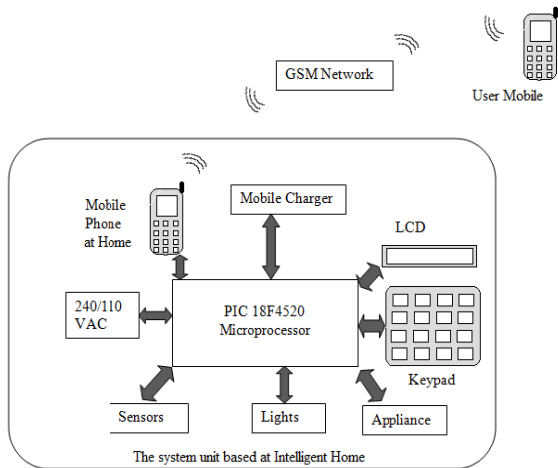 GSM Network
User Mobile
Mobile
Phone
at Home
Mobile Charger
LCD
240/110
VAC
PIC 18F4520
Microprocessor
Keypad
Sensors
Lights
Appliance
The system unit based at Intelligent Home